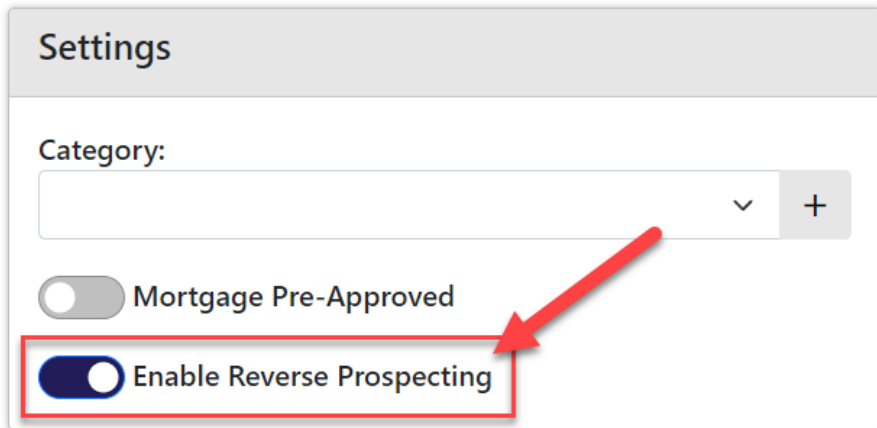 Settings
Category:
+
Mortgage Pre-Approved
Enable Reverse Prospecting